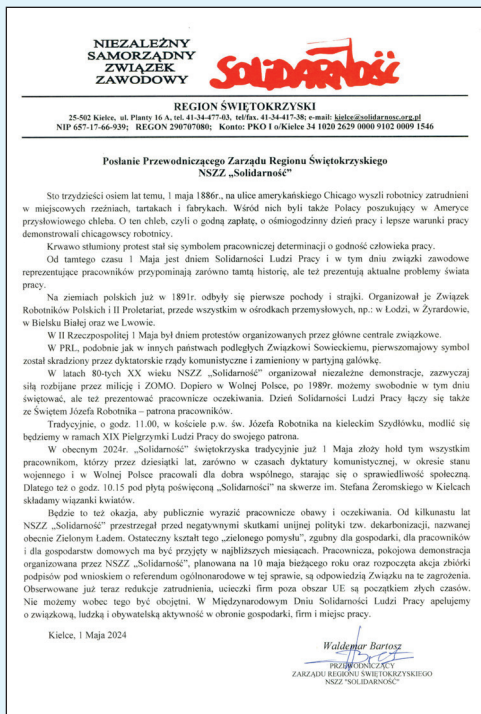 NIEZALEŻNY
SAMORZĄDNY
ZWIĄZEK
ZAWODOWY
SOLIDARNOŚĆ
REGION ŚWIĘTOKRZYSKI
25-502 Kielce, ul. Planty 16 A, tel. 41-34-477-03, tel/fax. 41-34-417-38; e-mail: kielce@solidarnosc.org.pl
NIP 657-17-66-939; REGON 290707080; Konto: PKO I o/Kielce 34 1020 2629 0000 9102 0009 1546
Posłanie Przewodniczącego Zarządu Regionu Świętokrzyskiego
NSZZ „Solidarność”
Sto trzydzieści osiem lat temu, 1 maja 1886r., na ulice amerykańskiego Chicago wyszli robotnicy zatrudnieni
w miejscowych rzeźniach, tartakach i fabrykach. Wśród nich byli także Polacy poszukujący w Ameryce
przysłowiowego chleba. O ten chleb, czyli o godną zapłatę, o ośmiogodzinny dzień pracy i lepsze warunki pracy
demonstrowali chicagowscy robotnicy.
Krwawo stłumiony protest stał się symbolem pracowniczej determinacji o godność człowieka pracy.
Od tamtego czasu 1 Maja jest dniem Solidarności Ludzi Pracy i w tym dniu związki zawodowe
reprezentujące pracowników przypominają zarówno tamtą historię, ale też prezentują aktualne problemy świata
pracy.
Na ziemiach polskich już w 1891r. odbyły się pierwsze pochody i strajki. Organizował je Związek
Robotników Polskich i II Proletariat, przede wszystkim w ośrodkach przemysłowych, np.: w Łodzi, w Żyrardowie,
w Bielsku Białej oraz we Lwowie.
W II Rzeczpospolitej 1 Maja był dniem protestów organizowanych przez główne centrale związkowe.
W PRL, podobnie jak w innych państwach podległych Związkowi Sowieckiemu, pierwszomajowy symbol
został skradziony przez dyktatorskie rządy komunistyczne i zamieniony w partyjną galówkę.
W latach 80-tych XX wieku NSZZ „Solidarność” organizował niezależne demonstracje, zazwyczaj
siłą rozbijane przez milicję i ZOMO. Dopiero w Wolnej Polsce, po 1989r. możemy swobodnie w tym dniu
świętować, ale też prezentować pracownicze oczekiwania. Dzień Solidarności Ludzi Pracy łączy się także
ze Świętem Józefa Robotnika – patrona pracowników.
Tradycyjnie, o godz. 11.00, w kościele p.w. św. Józefa Robotnika na kieleckim Szydłówku, modlić się
będziemy w ramach XIX Pielgrzymki Ludzi Pracy do swojego patrona.
W obecnym 2024r. „Solidarność” świętokrzyska tradycyjnie już 1 Maja złoży hołd tym wszystkim
pracownikom, którzy przez dziesiątki lat, zarówno w czasach dyktatury komunistycznej, w okresie stanu
wojennego i w Wolnej Polsce pracowali dla dobra wspólnego, starając się o sprawiedliwość społeczną.
Dlatego też o godz. 10.15 pod płytą poświęconą „Solidarności” na skwerze im. Stefana Żeromskiego w Kielcach
składamy wiązanki kwiatów.
Będzie to też okazja, aby publicznie wyrazić pracownicze obawy i oczekiwania. Od kilkunastu lat
NSZZ „Solidarność” przestrzegał przed negatywnymi skutkami unijnej polityki tzw. dekarbonizacji, nazwanej
obecnie Zielonym Ładem. Ostateczny kształt tego „zielonego pomysłu”, zgubny dla gospodarki, dla pracowników
i dla gospodarstw domowych ma być przyjęty w najbliższych miesiącach. Pracownicza, pokojowa demonstracja
organizowana przez NSZZ „Solidarność”, planowana na 10 maja bieżącego roku oraz rozpoczęta akcja zbiórki
podpisów pod wnioskiem o referendum ogólnonarodowe w tej sprawie, są odpowiedzią Związku na te zagrożenia.
Obserwowane już teraz redukcje zatrudnienia, ucieczki firm poza obszar UE są początkiem złych czasów.
Nie możemy wobec tego być obojętni. W Międzynarodowym Dniu Solidarności Ludzi Pracy apelujemy
o związkową, ludzką i obywatelską aktywność w obronie gospodarki, firm i miejsc pracy.
Kielce, 1 Maja 2024
Waldemar Bartosz
PRZEWODNICZĄCY
ZARZĄDU REGIONU ŚWIĘTOKRZYSKIEGO
NSZZ "SOLIDARNOŚĆ"